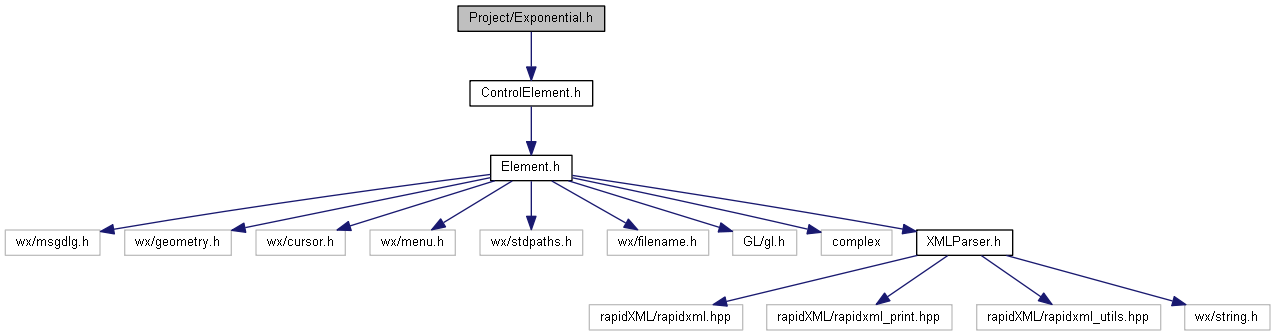 Project/Exponential.h
ControlElement.h
Element.h
wx/msgdlg.h
wx/geometry.h
wx/cursor.h
wx/menu.h
wx/stdpaths.h
wx/filename.h
GL/gl.h
complex
XMLParser.h
rapidXML/rapidxml.hpp
rapidXML/rapidxml_print.hpp
rapidXML/rapidxml_utils.hpp
wx/string.h